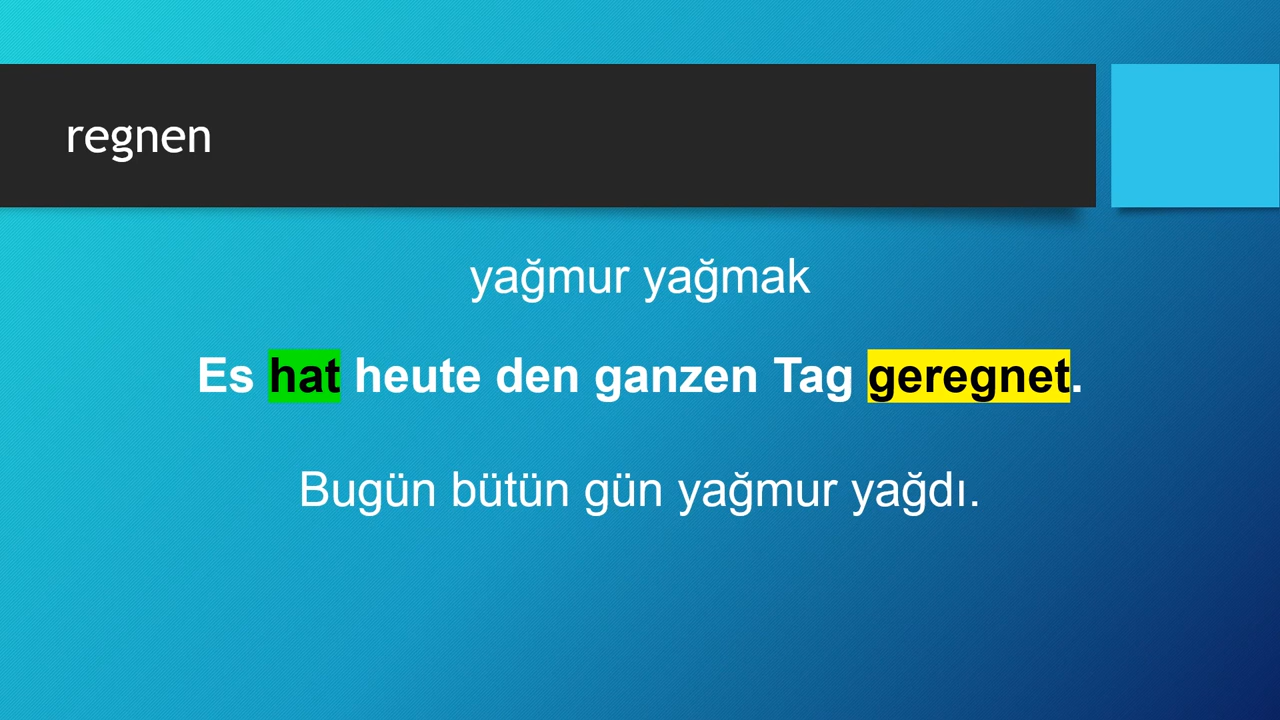 regnen
yağmur yağmak
Es hat heute den ganzen Tag geregnet.
Bugün bütün gün yağmur yağdı.